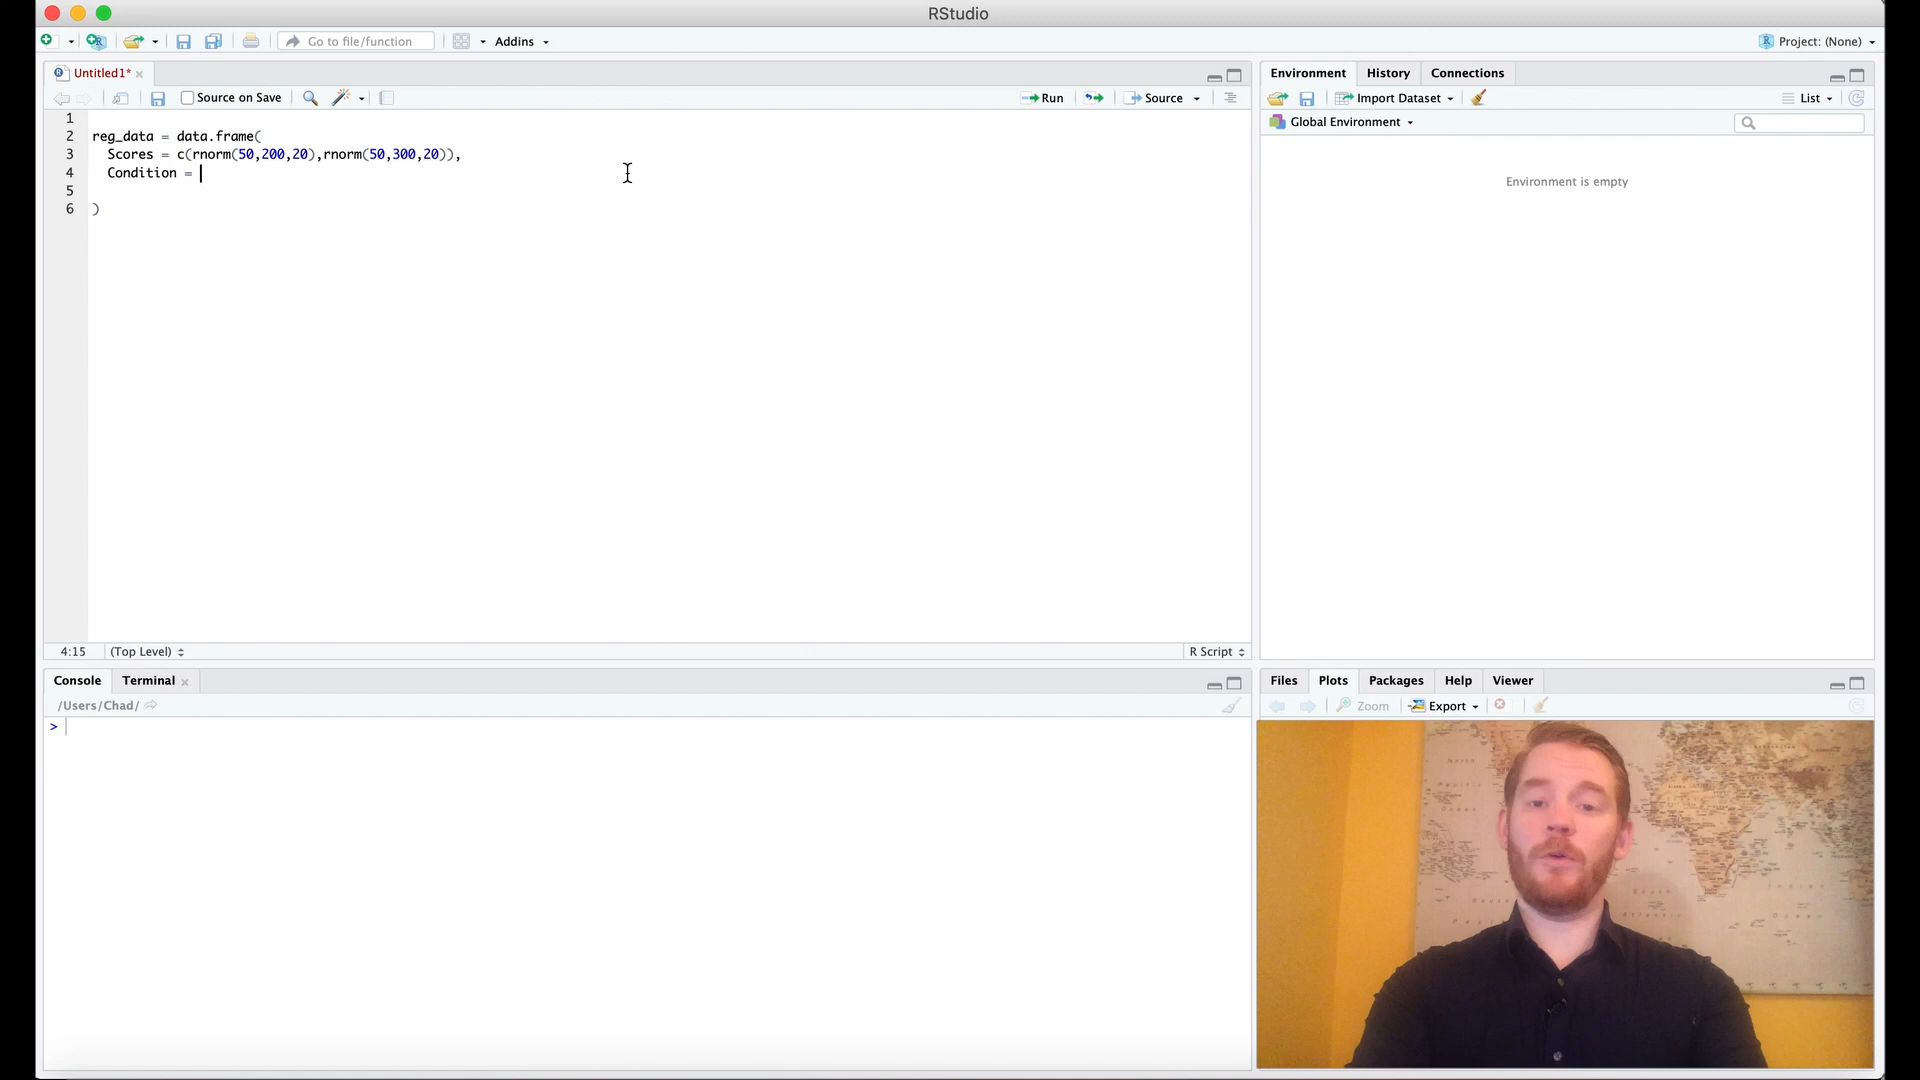 RStudio
Go to file/function
Addins
Project: (None)
Untitled1*
Source on Save
Run
Source
1
2 reg_data = data.frame(
3 Scores = c(rnorm(50,200,20),rnorm(50,300,20)),
4 Condition =
5
6 )
4:15 (Top Level)
R Script
Environment History Connections
Import Dataset
List
Global Environment
Environment is empty
Console Terminal
/Users/Chad/
>
Files Plots Packages Help Viewer
Zoom Export